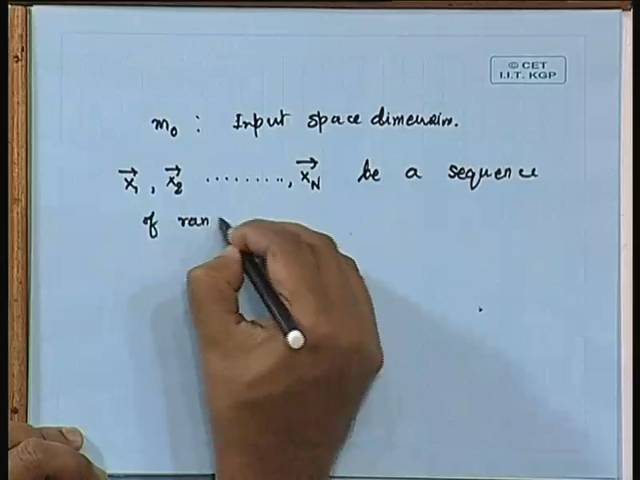 © CET
I.I.T. KGP
m₀ : Input space dimension.
x⃗₁, x⃗₂ .........., x⃗N be a sequence
of ran